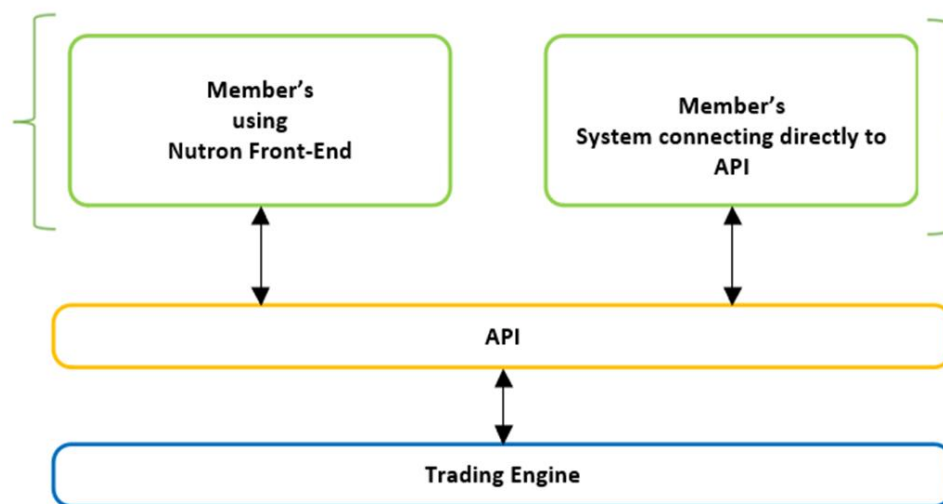 Member's
using
Nutron Front-End
Member's
System connecting directly to
API
API
Trading Engine